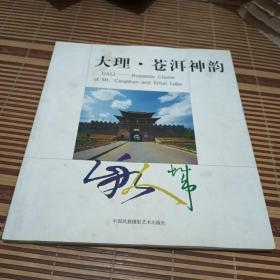 大理·苍洱神韵
DALI——Romantic Charm
of Mt. Cangshan and Erhai Lake
中国民族摄影艺术出版社